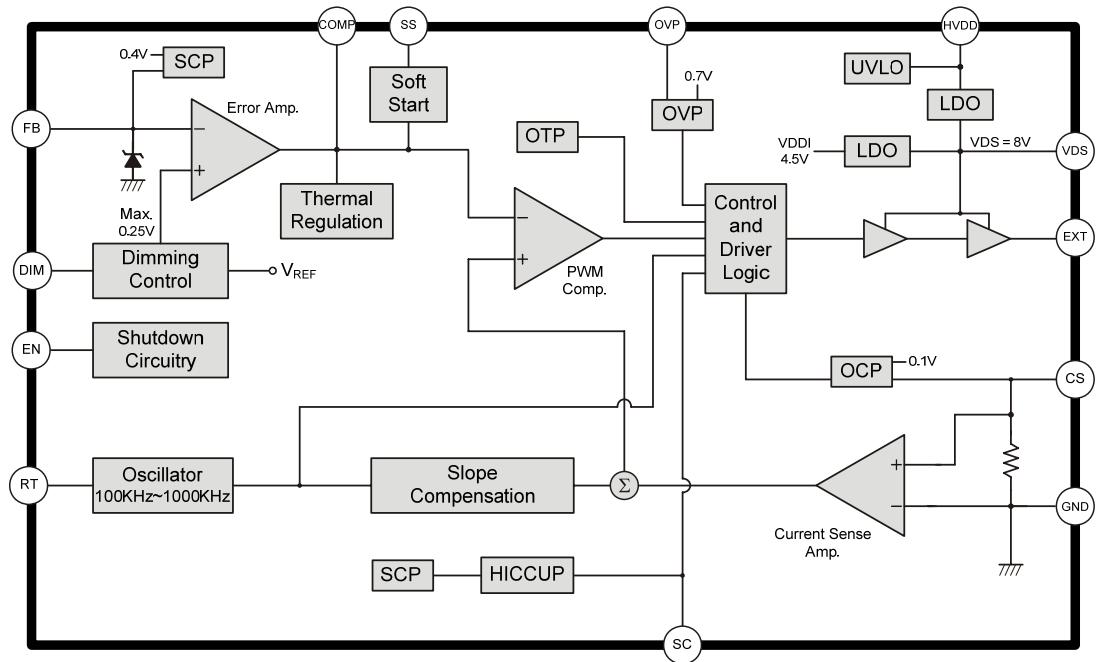 COMP
SS
OVP
HVDD
0.4V
SCP
Soft
Start
0.7V
OVP
UVLO
LDO
FB
Error Amp.
−
+
OTP
VDDI
4.5V
LDO
VDS = 8V
VDS
Thermal
Regulation
Max.
0.25V
Control
and
Driver
Logic
−
+
PWM
Comp.
EXT
DIM
Dimming
Control
VREF
EN
Shutdown
Circuitry
OCP
0.1V
CS
RT
Oscillator
100KHz~1000KHz
Slope
Compensation
Σ
+
−
Current Sense
Amp.
GND
SCP
HICCUP
SC